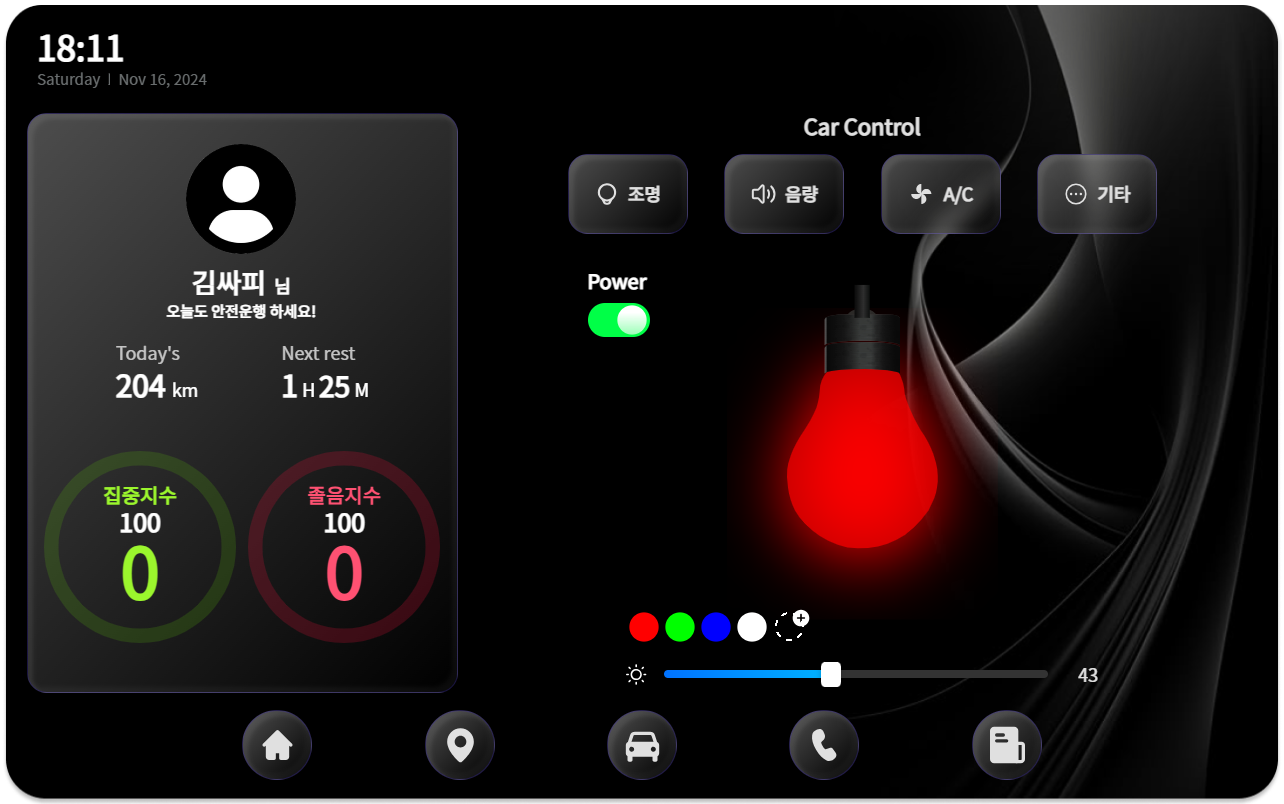 18:11
Saturday | Nov 16, 2024
김싸피 님
오늘도 안전운행 하세요!
Today's
204 km
Next rest
1 H 25 M
집중지수
100
0
졸음지수
100
0
Car Control
조명
음량
A/C
기타
Power
43